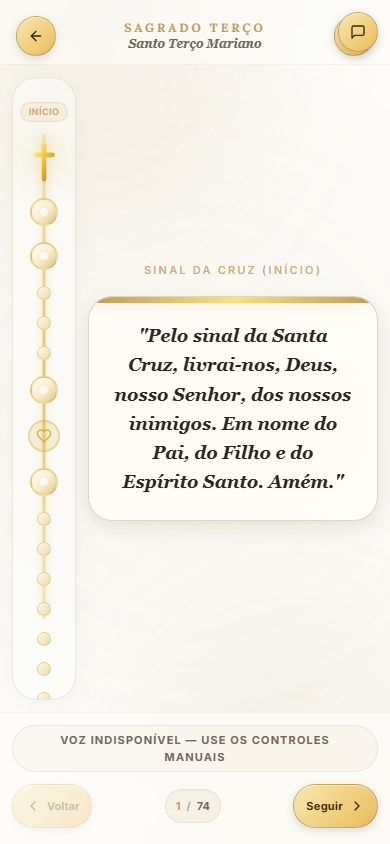 SAGRADO TERÇO
Santo Terço Mariano
INÍCIO
SINAL DA CRUZ (INÍCIO)
"Pelo sinal da Santa
Cruz, livrai-nos, Deus,
nosso Senhor, dos nossos
inimigos. Em nome do
Pai, do Filho e do
Espírito Santo. Amém."
VOZ INDISPONÍVEL — USE OS CONTROLES
MANUAIS
Voltar
1 / 74
Seguir